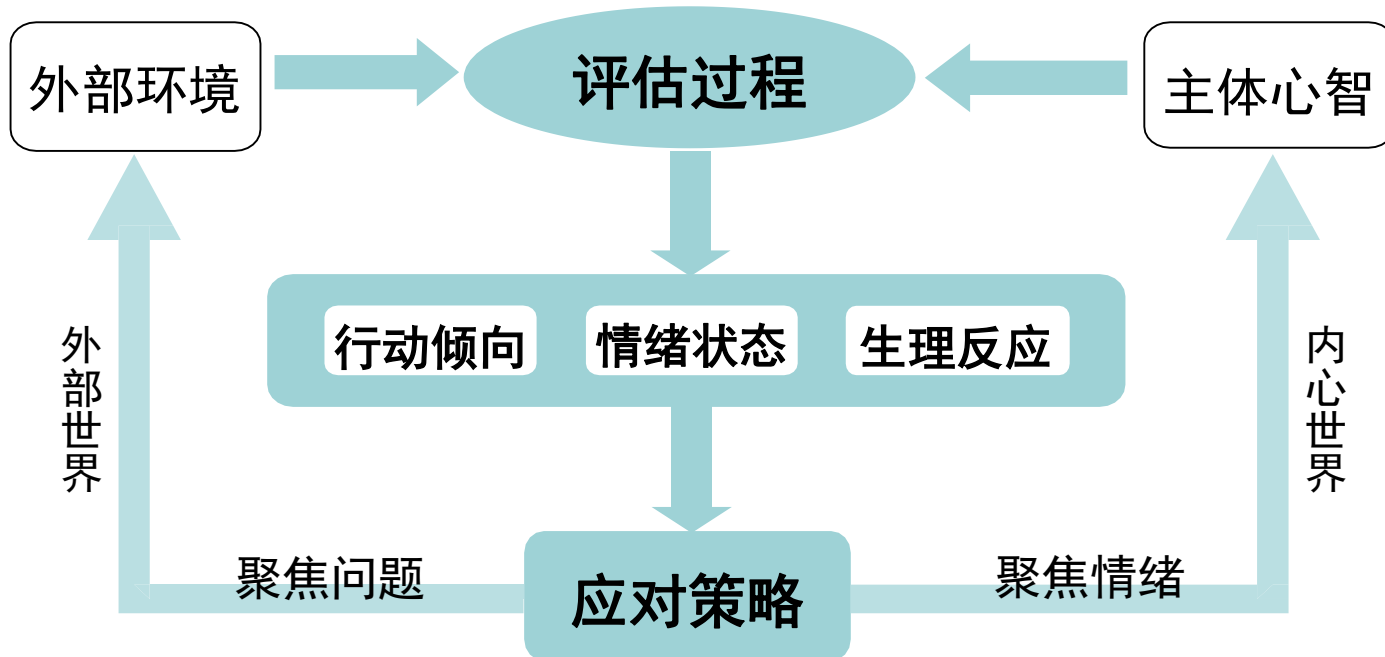 外部环境
评估过程
主体心智
行动倾向
情绪状态
生理反应
外部世界
内心世界
聚焦问题
应对策略
聚焦情绪